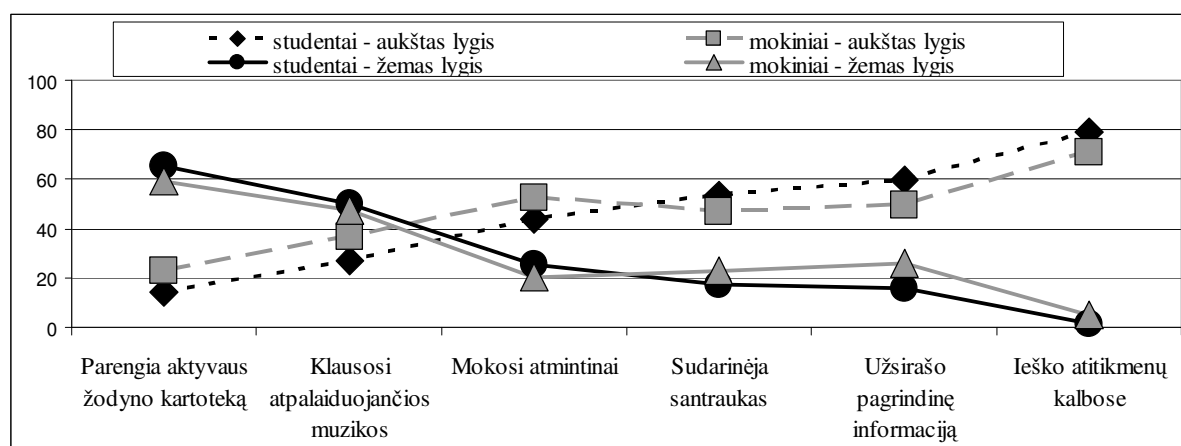 studentai - aukštas lygis
mokiniai - aukštas lygis
studentai - žemas lygis
mokiniai - žemas lygis
100
80
60
40
20
0
Parengia aktyvaus
žodyno kartoteką
Klausosi
atpalaiduojančios
muzikos
Mokosi atmintinai
Sudarinėja
santraukas
Užsirašo
pagrindinę
informaciją
Ieško atitikmenų
kalbose